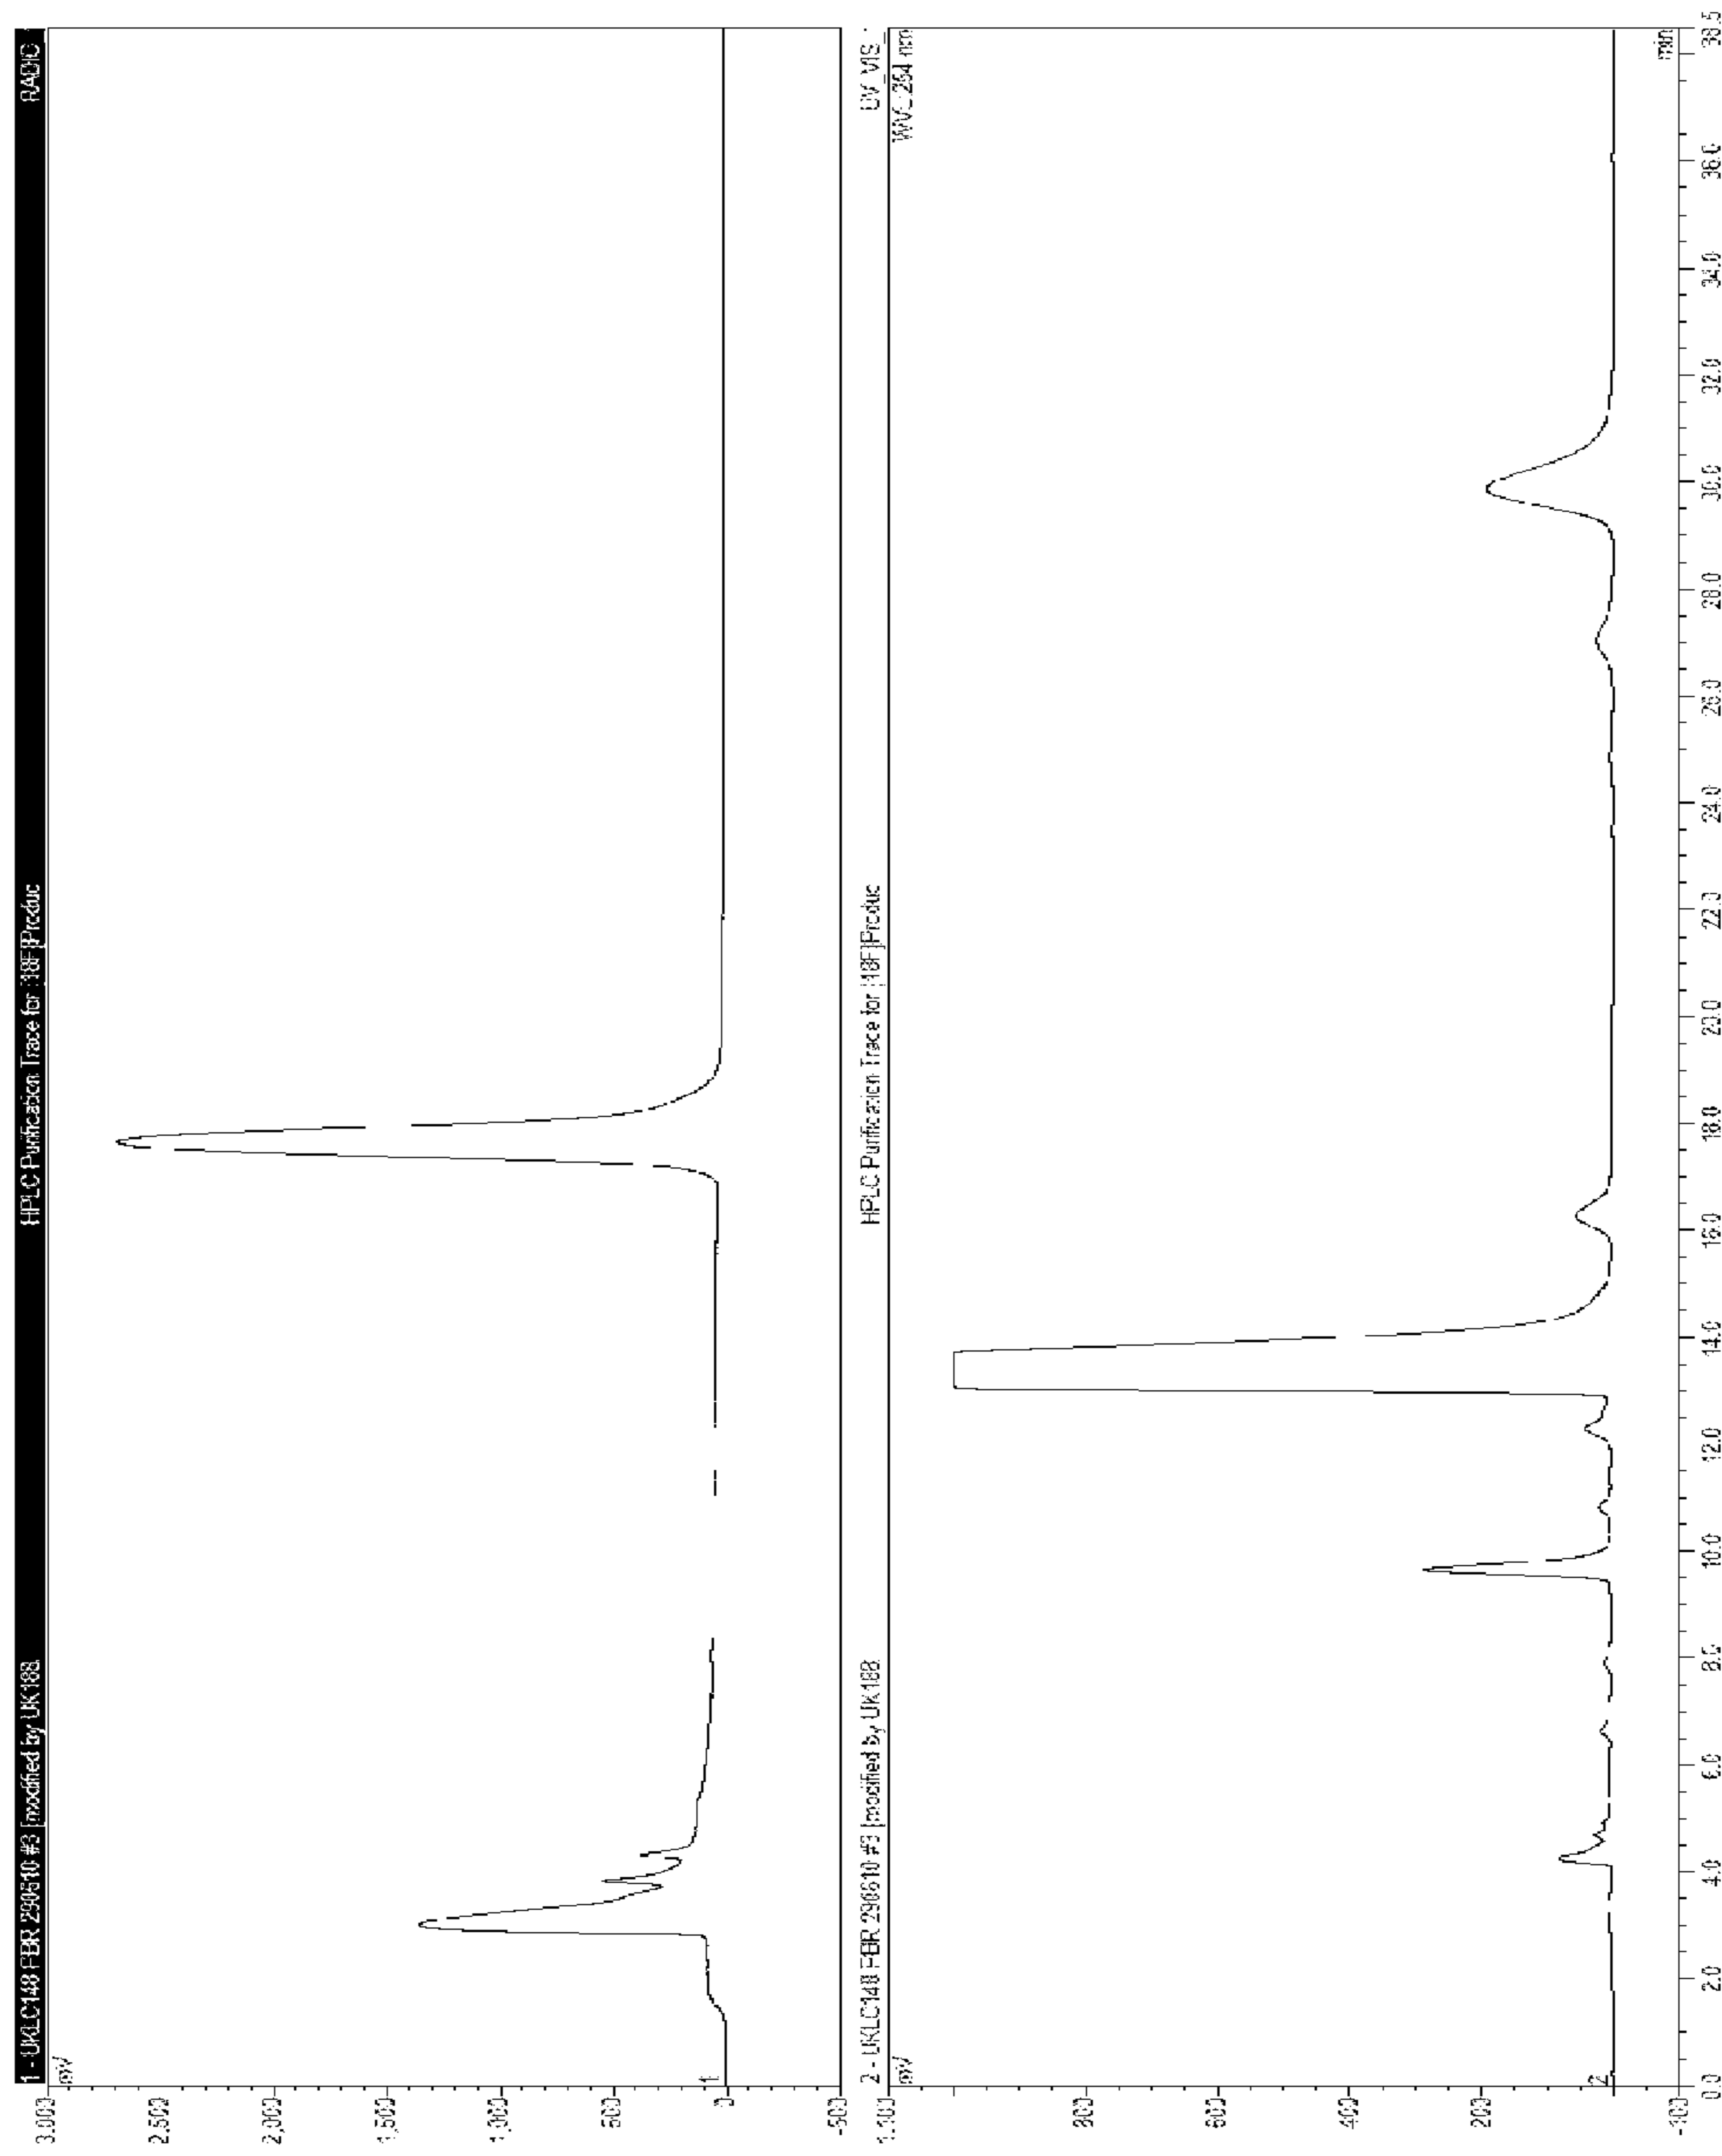 1 - UKLC148 FBR 290610 #3 [modified by UK188 HPLC Purification Trace for [18F]Produc RADIO
3,000
mV
2,500
2,000
1,500
1,000
500
0
-500
1
2 - UKLC148 FBR 290610 #3 [modified by UK188 HPLC Purification Trace for [18F]Produc UV_VIS_
1,100
mV
WVL:254 nm
800
600
400
200
-100
2
min
0.0 2.0 4.0 6.0 8.0 10.0 12.0 14.0 16.0 18.0 20.0 22.0 24.0 26.0 28.0 30.0 32.0 34.0 36.0 38.5